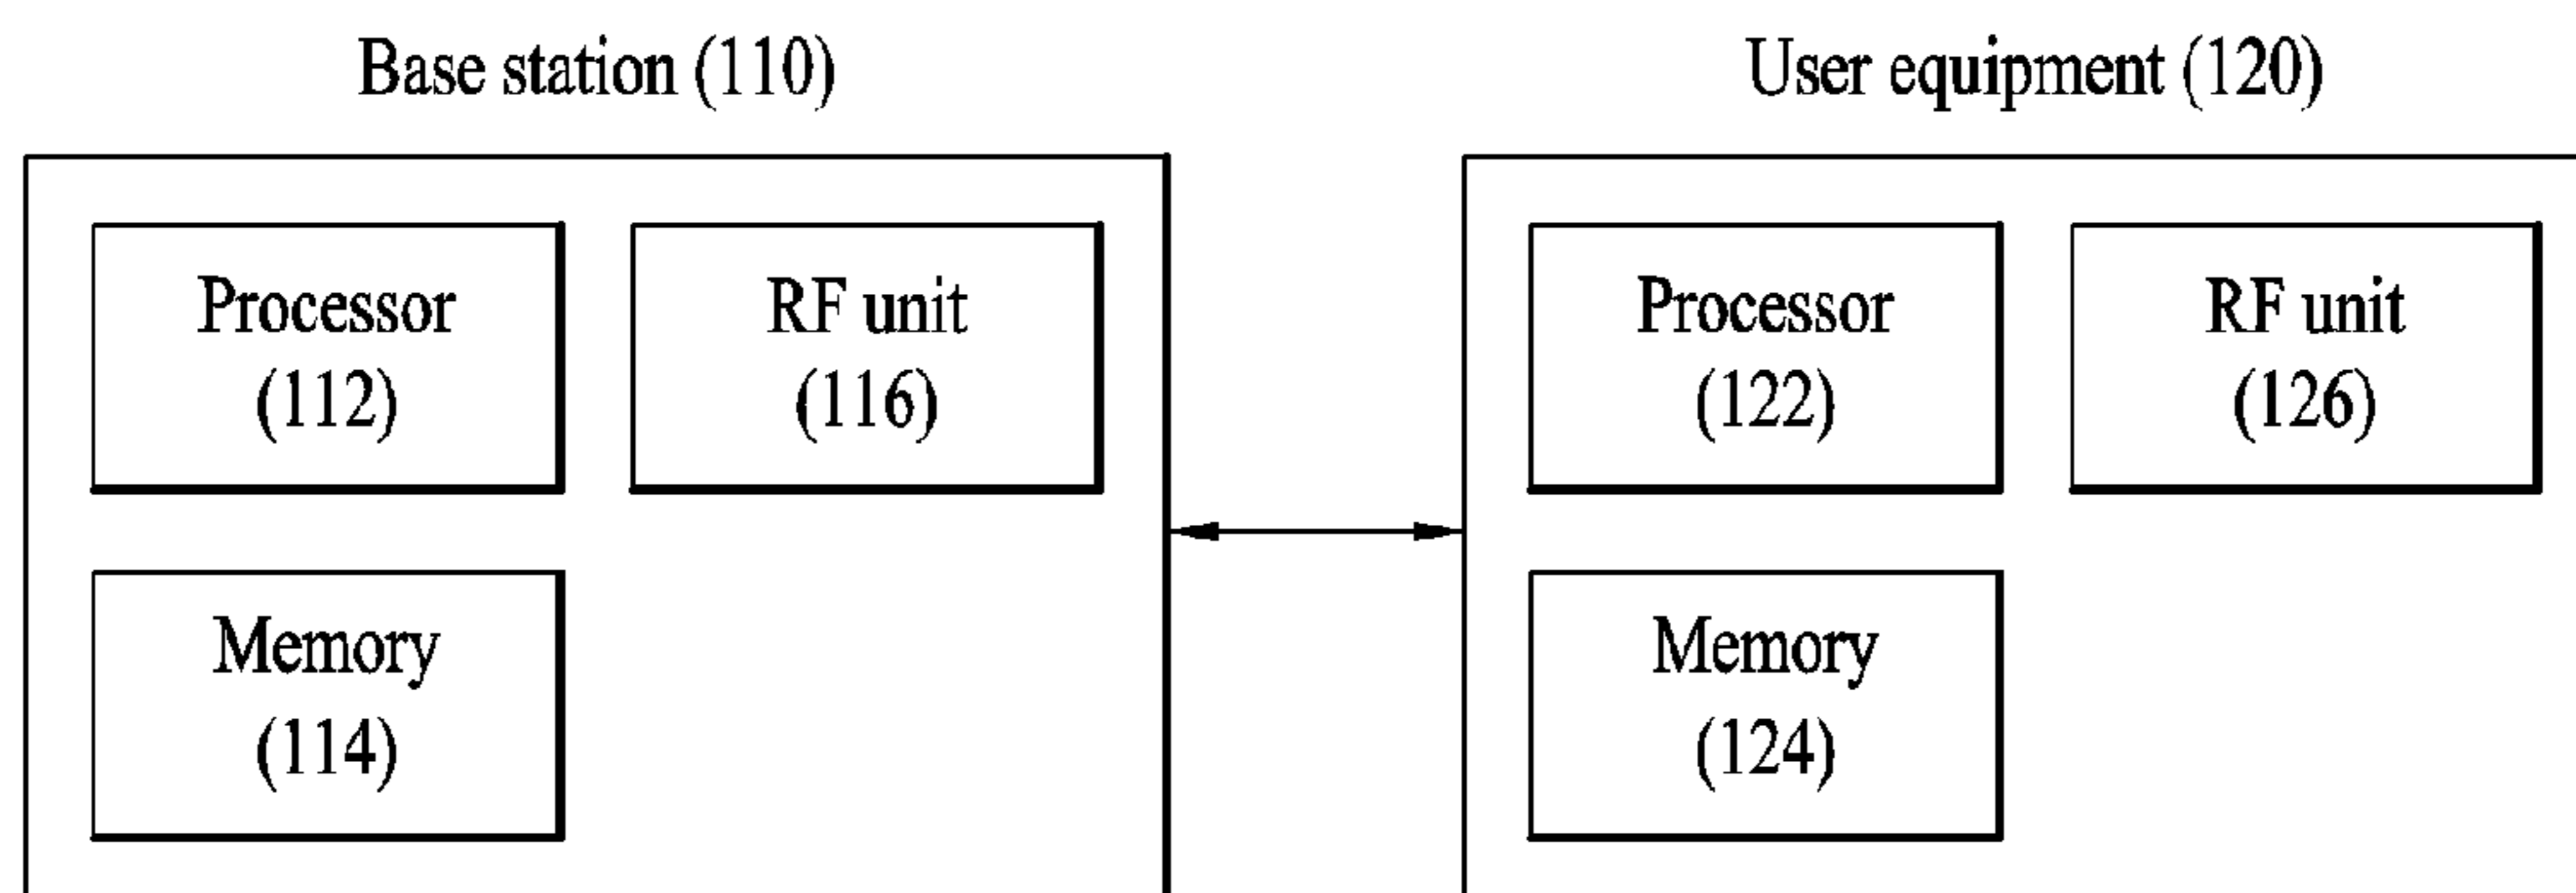 Base station (110)
Processor
(112)
RF unit
(116)
Memory
(114)
User equipment (120)
Processor
(122)
RF unit
(126)
Memory
(124)